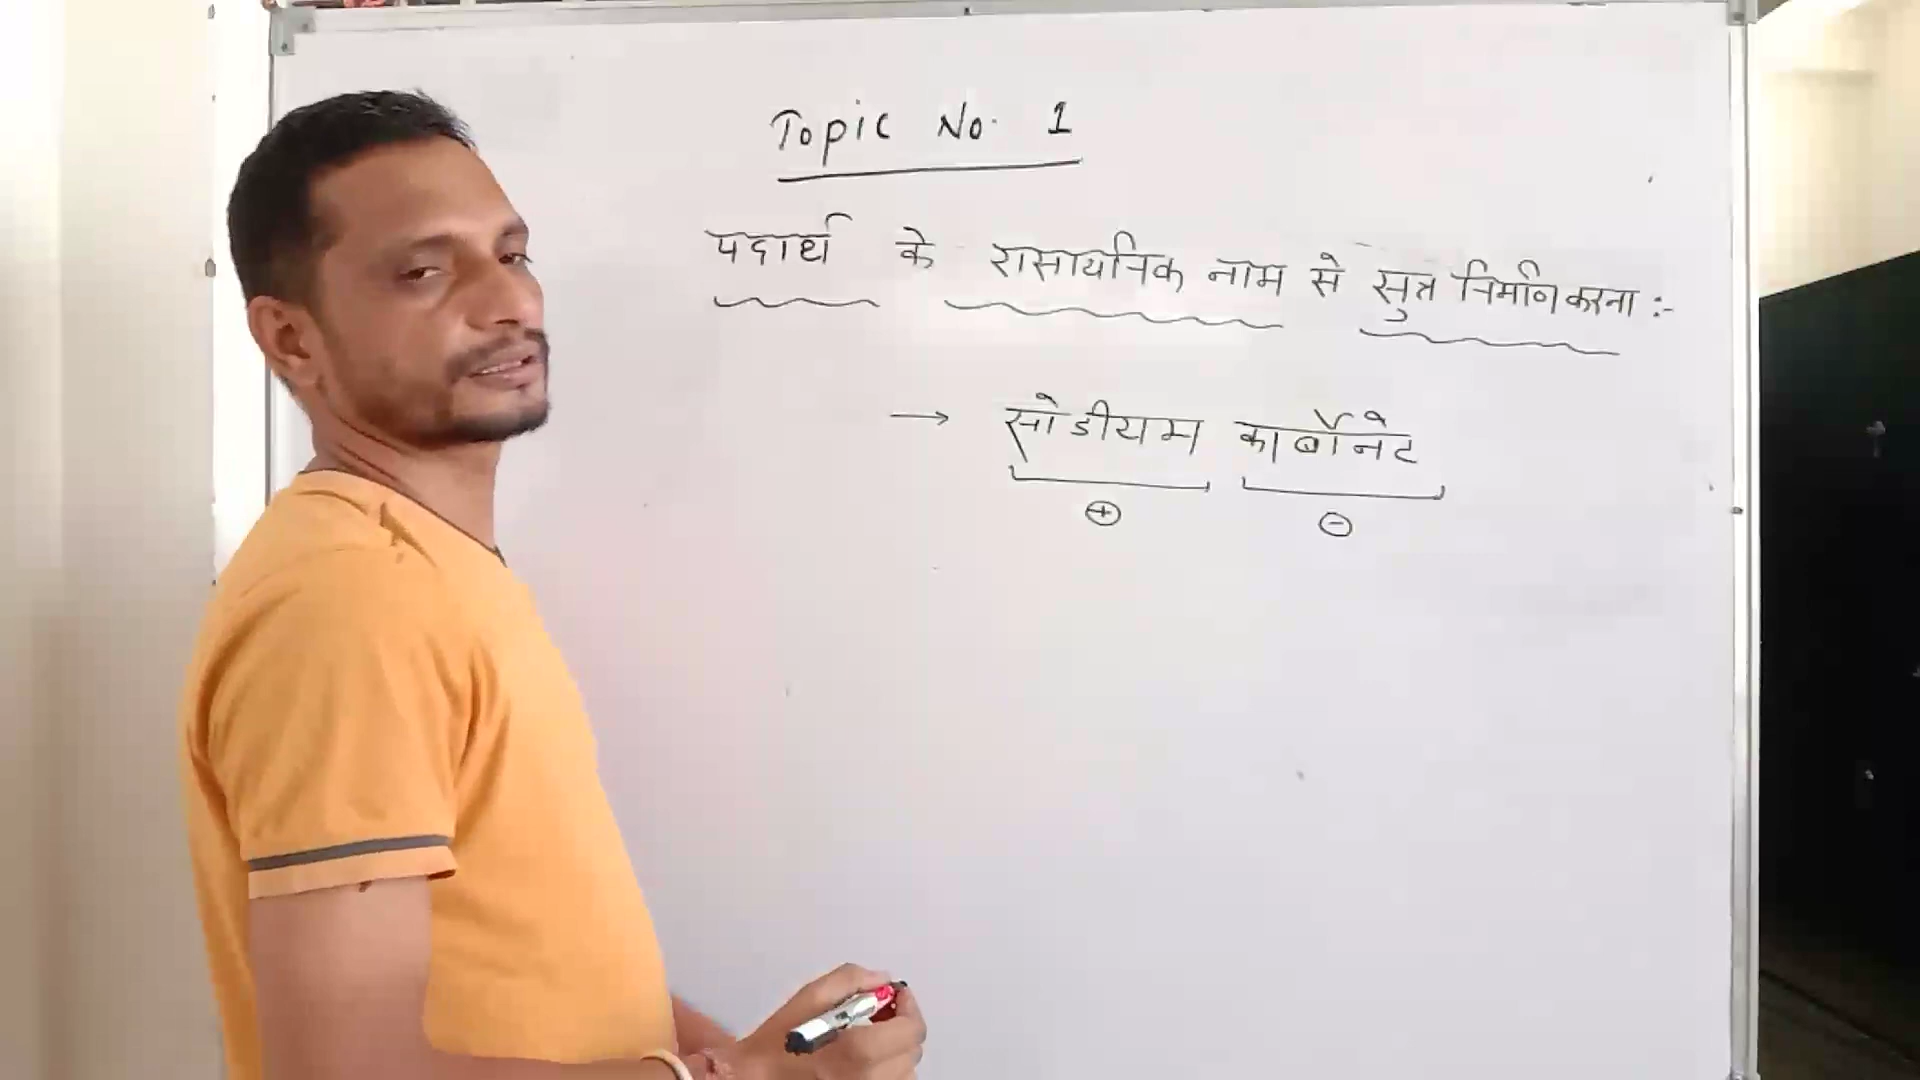 Topic No. 1
पदार्थ के रासायनिक नाम से सुत्र निर्माण करना :-
→ सोडीयम कार्बोनेट
⊕ ⊖